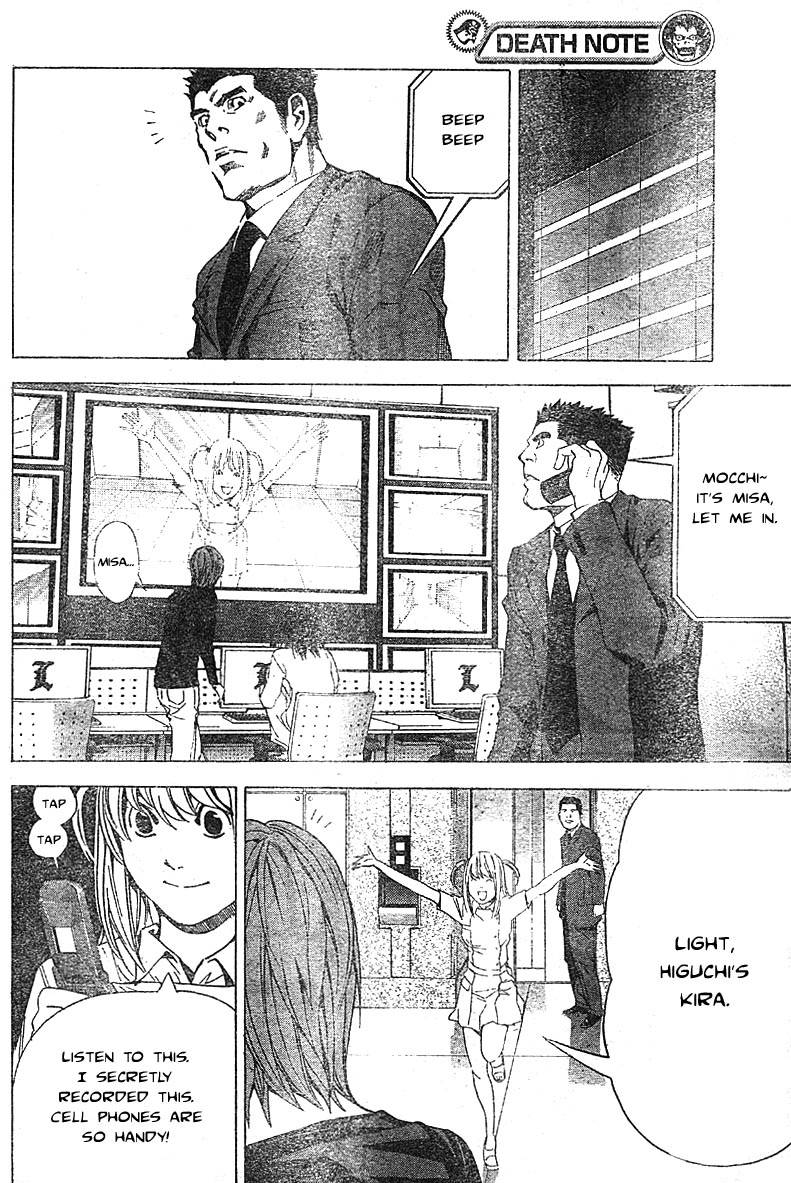 DEATH NOTE
BEEP
BEEP
MOCCHI~
IT'S MISA,
LET ME IN.
MISA...
L
L
L
LIGHT,
HIGUCHI'S
KIRA.
TAP
TAP
LISTEN TO THIS.
I SECRETLY
RECORDED THIS.
CELL PHONES ARE
SO HANDY!